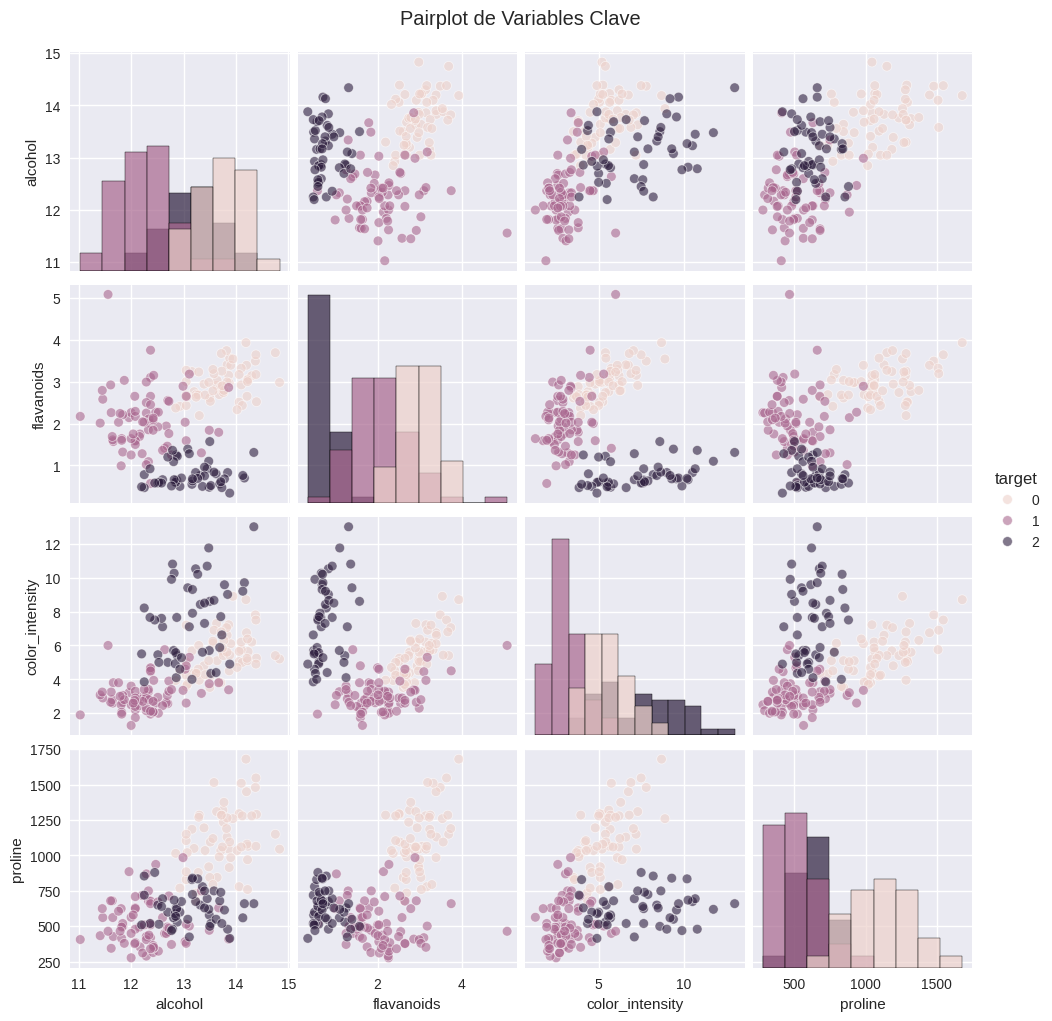 Pairplot de Variables Clave
15
14
13
12
11
alcohol
5
4
3
2
1
flavanoids
target
0
1
2
12
10
8
6
4
2
color_intensity
1750
1500
1250
1000
750
500
250
proline
11 12 13 14 15
2 4
5 10
500 1000 1500
alcohol
flavanoids
color_intensity
proline